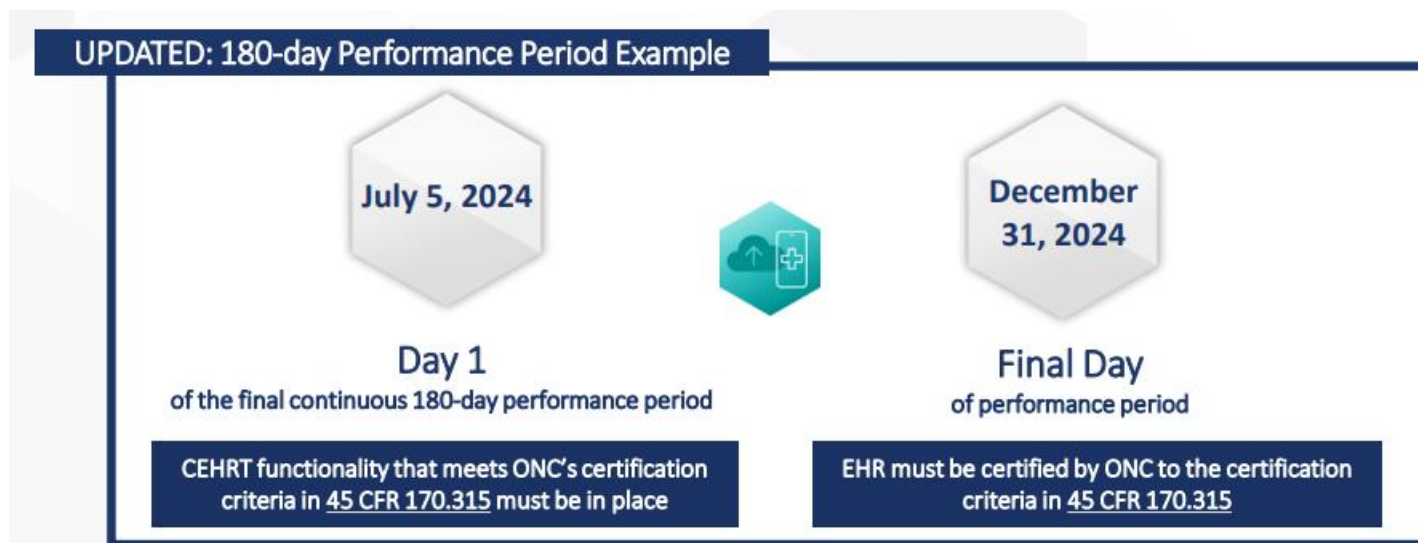 UPDATED: 180-day Performance Period Example
July 5, 2024
December
31, 2024
Day 1
of the final continuous 180-day performance period
Final Day
of performance period
CEHRT functionality that meets ONC's certification
criteria in 45 CFR 170.315 must be in place
EHR must be certified by ONC to the certification
criteria in 45 CFR 170.315